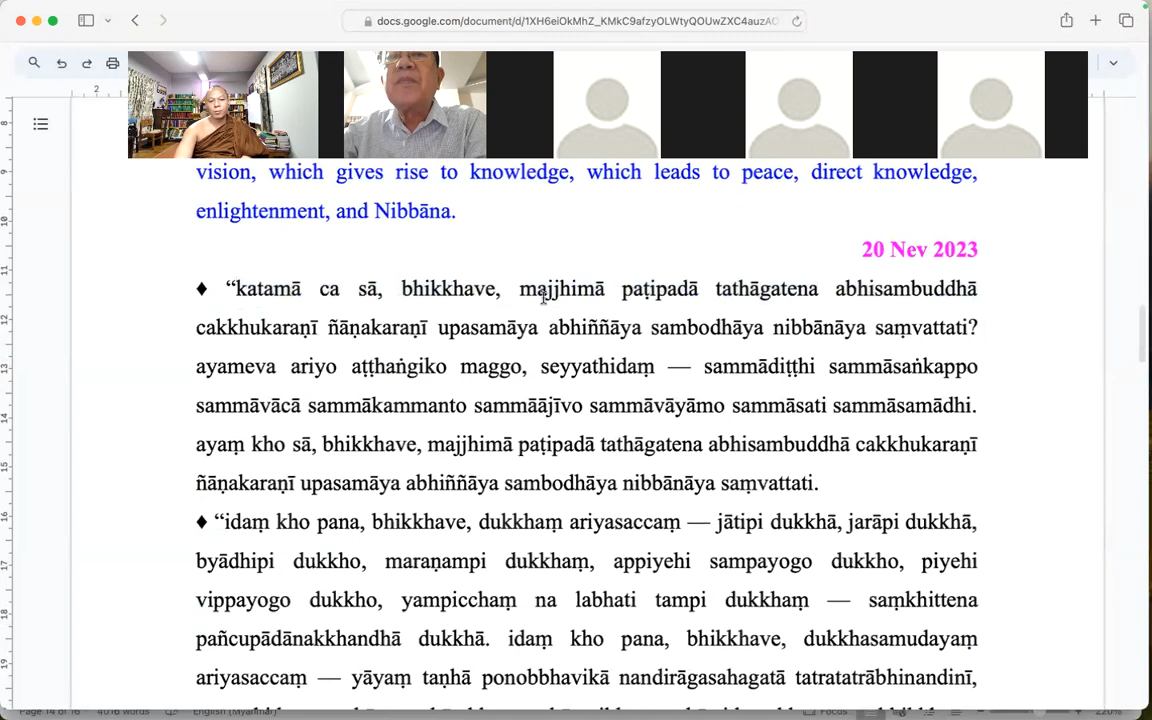 docs.google.com/document/d/1XH6eiOkMhZ_KMkC9afzyOLWtyQOUwZXC4auzAO
2
vision, which gives rise to knowledge, which leads to peace, direct knowledge,
enlightenment, and Nibbāna.
20 Nev 2023
♦ “katamā ca sā, bhikkhave, majjhimā paṭipadā tathāgatena abhisambuddhā
cakkhukaraṇī ñāṇakaraṇī upasamāya abhiññāya sambodhāya nibbānāya saṃvattati?
ayameva ariyo aṭṭhaṅgiko maggo, seyyathidaṃ — sammādiṭṭhi sammāsaṅkappo
sammāvācā sammākammanto sammāājīvo sammāvāyāmo sammāsati sammāsamādhi.
ayaṃ kho sā, bhikkhave, majjhimā paṭipadā tathāgatena abhisambuddhā cakkhukaraṇī
ñāṇakaraṇī upasamāya abhiññāya sambodhāya nibbānāya saṃvattati.
♦ “idaṃ kho pana, bhikkhave, dukkhaṃ ariyasaccaṃ — jātipi dukkhā, jarāpi dukkhā,
byādhipi dukkho, maraṇampi dukkhaṃ, appiyehi sampayogo dukkho, piyehi
vippayogo dukkho, yampicchaṃ na labhati tampi dukkhaṃ — saṃkhittena
pañcupādānakkhandhā dukkhā. idaṃ kho pana, bhikkhave, dukkhasamudayaṃ
ariyasaccaṃ — yāyaṃ taṇhā ponobbhavikā nandirāgasahagatā tatratatrābhinandinī,